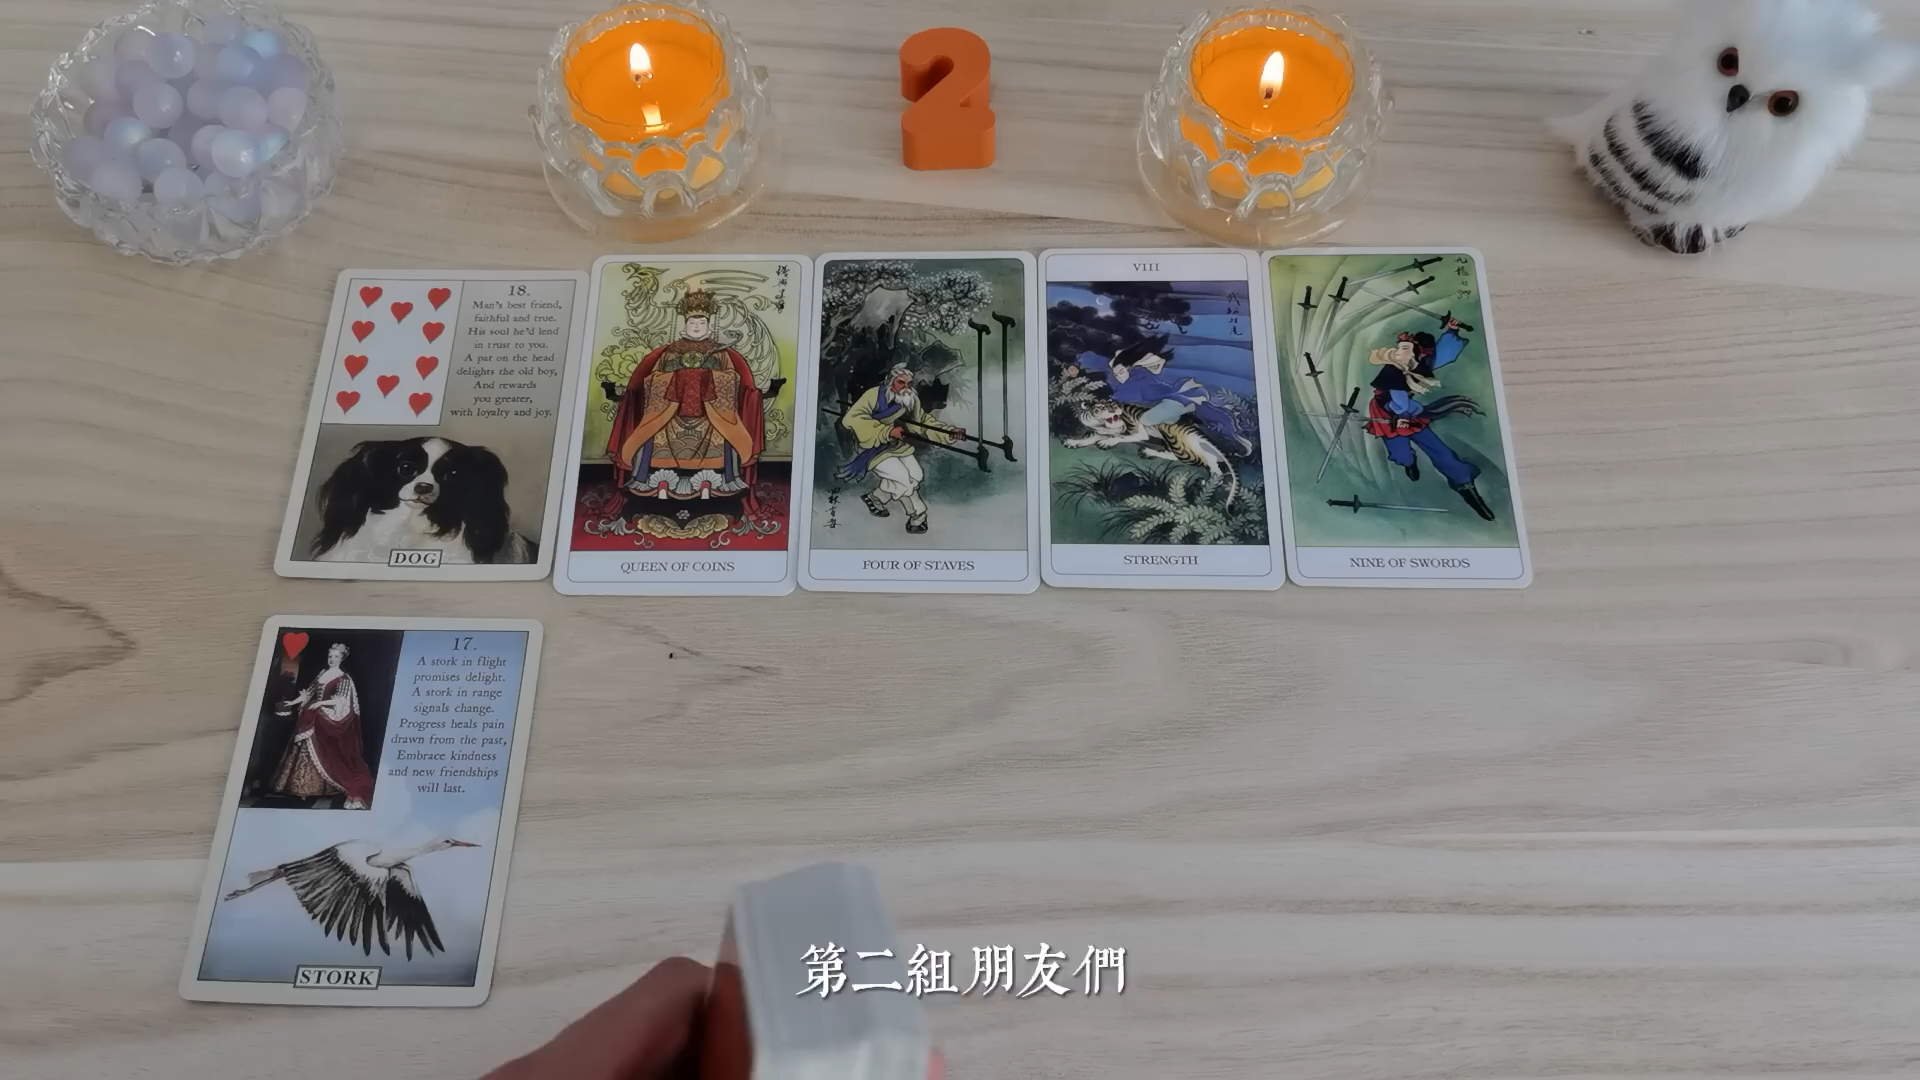 2
18.
Man's best friend,
faithful and true.
His soul he'd lend
in trust to you.
A pat on the head
delights the old boy,
And rewards
you greater,
with loyalty and joy.
DOG
QUEEN OF COINS
FOUR OF STAVES
VIII
STRENGTH
NINE OF SWORDS
17.
A stork in flight
promises delight.
A stork in range
signals change.
Progress heals pain
drawn from the past,
Embrace kindness
and new friendships
will last.
STORK
第二組朋友們